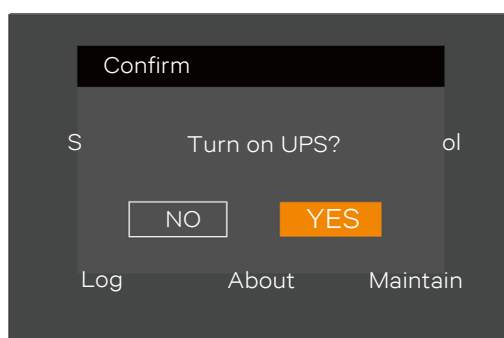 Confirm
S Turn on UPS? ol
NO YES
Log About Maintain